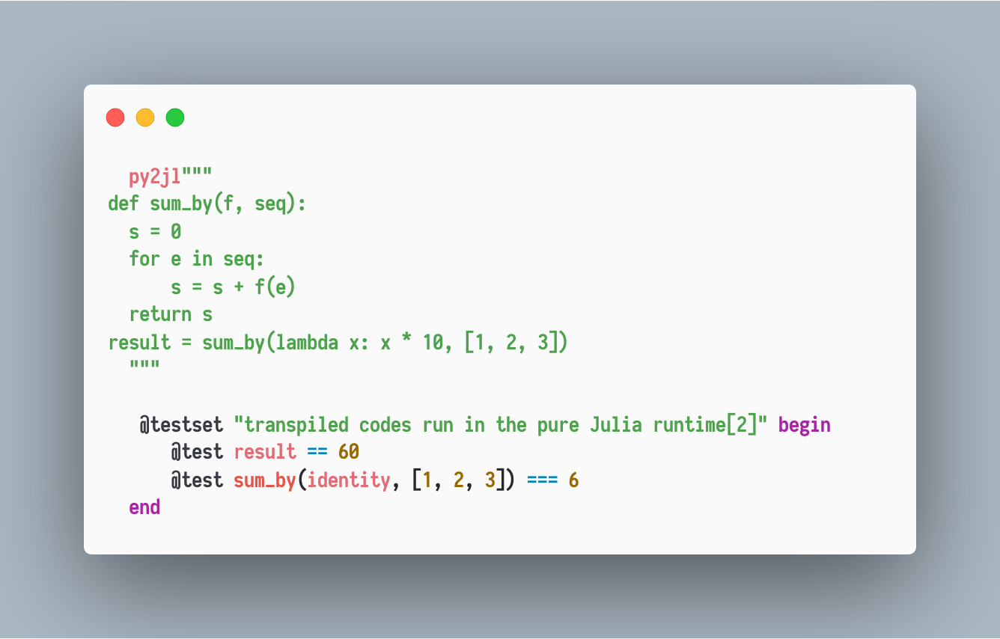 py2jl"""
def sum_by(f, seq):
  s = 0
  for e in seq:
      s = s + f(e)
  return s
result = sum_by(lambda x: x * 10, [1, 2, 3])
  """

   @testset "transpiled codes run in the pure Julia runtime[2]" begin
      @test result == 60
      @test sum_by(identity, [1, 2, 3]) === 6
  end